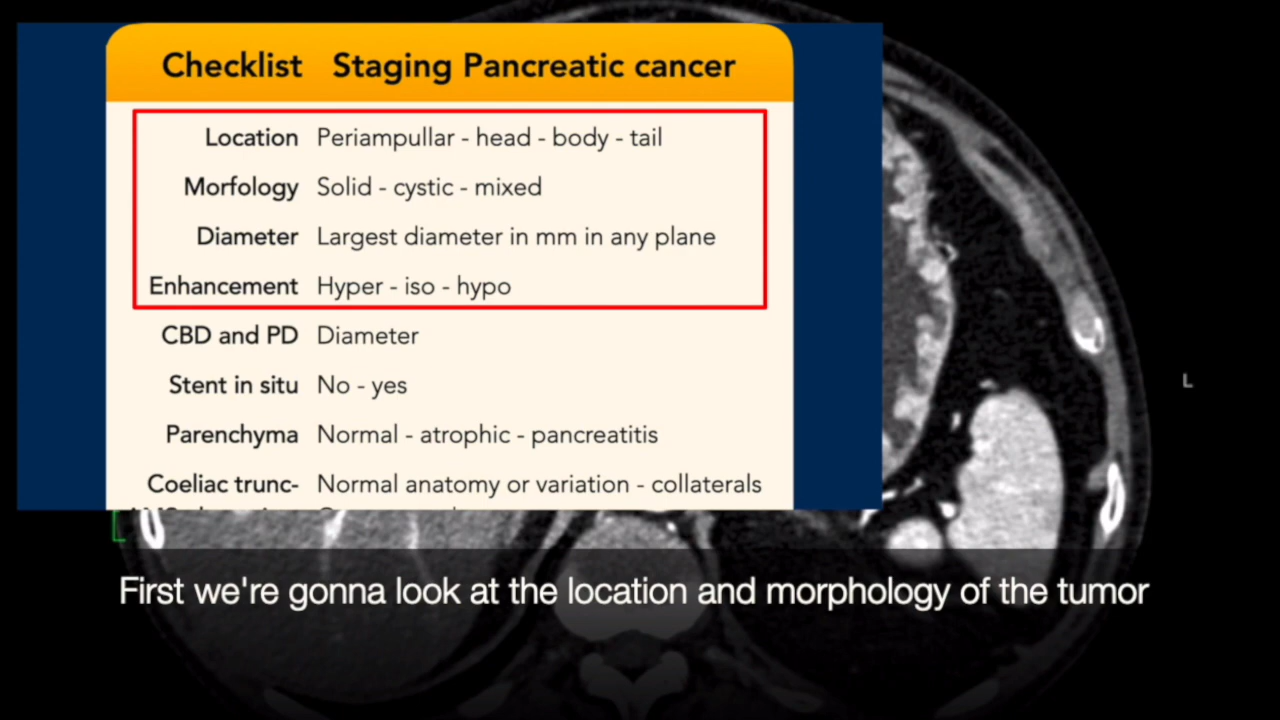 Checklist Staging Pancreatic cancer
Location Periampullar - head - body - tail
Morfology Solid - cystic - mixed
Diameter Largest diameter in mm in any plane
Enhancement Hyper - iso - hypo
CBD and PD Diameter
Stent in situ No - yes
Parenchyma Normal - atrophic - pancreatitis
Coeliac trunc- Normal anatomy or variation - collaterals
L
First we're gonna look at the location and morphology of the tumor